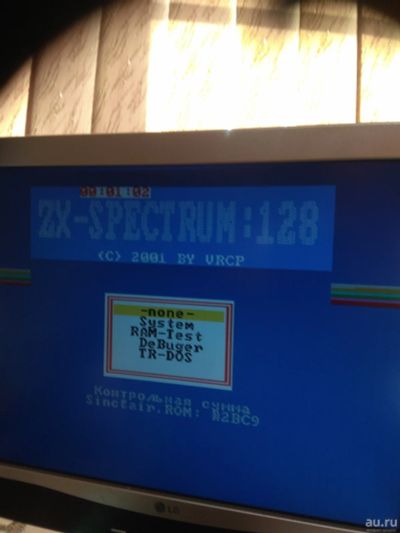 00:01:02
ZX-SPECTRUM:128
(C) 2001 BY VRCP
-none-
System
RAM-Test
DeBuger
TR-DOS
Контрольная сумма
Sinclair.ROM: B2BC9
LG
au.ru